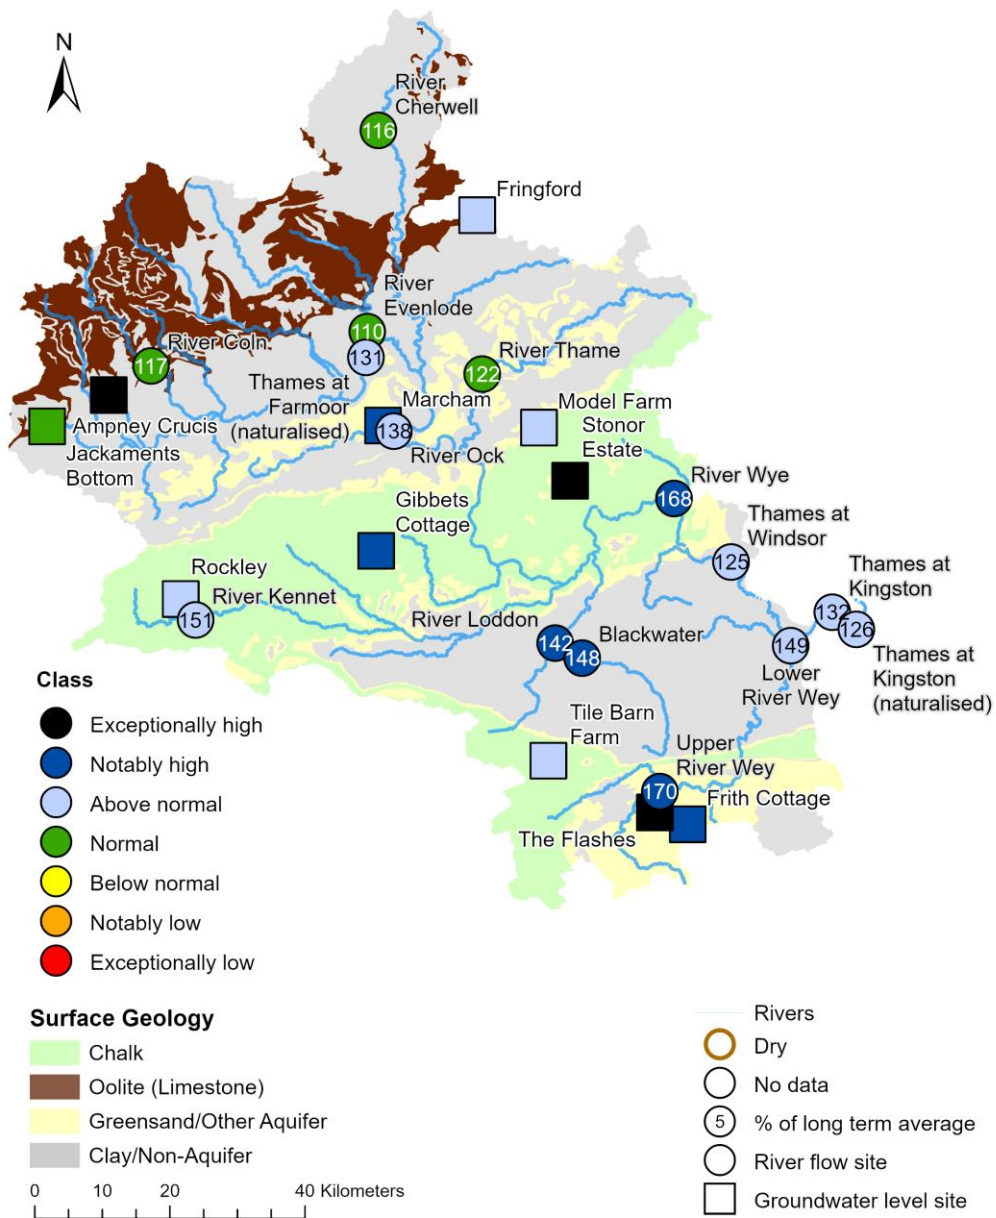 N
River
Cherwell
116
Fringford
River
Evenlode
110
River Coln
117
131
River Thame
122
Thames at
Farmoor
(naturalised)
Marcham
138
River Ock
Model Farm
Stonor
Estate
Ampney Crucis
Jackaments
Bottom
River Wye
168
Gibbets
Cottage
Thames at
Windsor
125
Rockley
River Kennet
151
Thames at
Kingston
132
126
Thames at
Kingston
(naturalised)
River Loddon
142
148
Blackwater
149
Lower
River Wey
Tile Barn
Farm
Upper
River Wey
170
Frith Cottage
The Flashes
Class
Exceptionally high
Notably high
Above normal
Normal
Below normal
Notably low
Exceptionally low
Surface Geology
Chalk
Oolite (Limestone)
Greensand/Other Aquifer
Clay/Non-Aquifer
0 10 20 40 Kilometers
Rivers
Dry
No data
5 % of long term average
River flow site
Groundwater level site